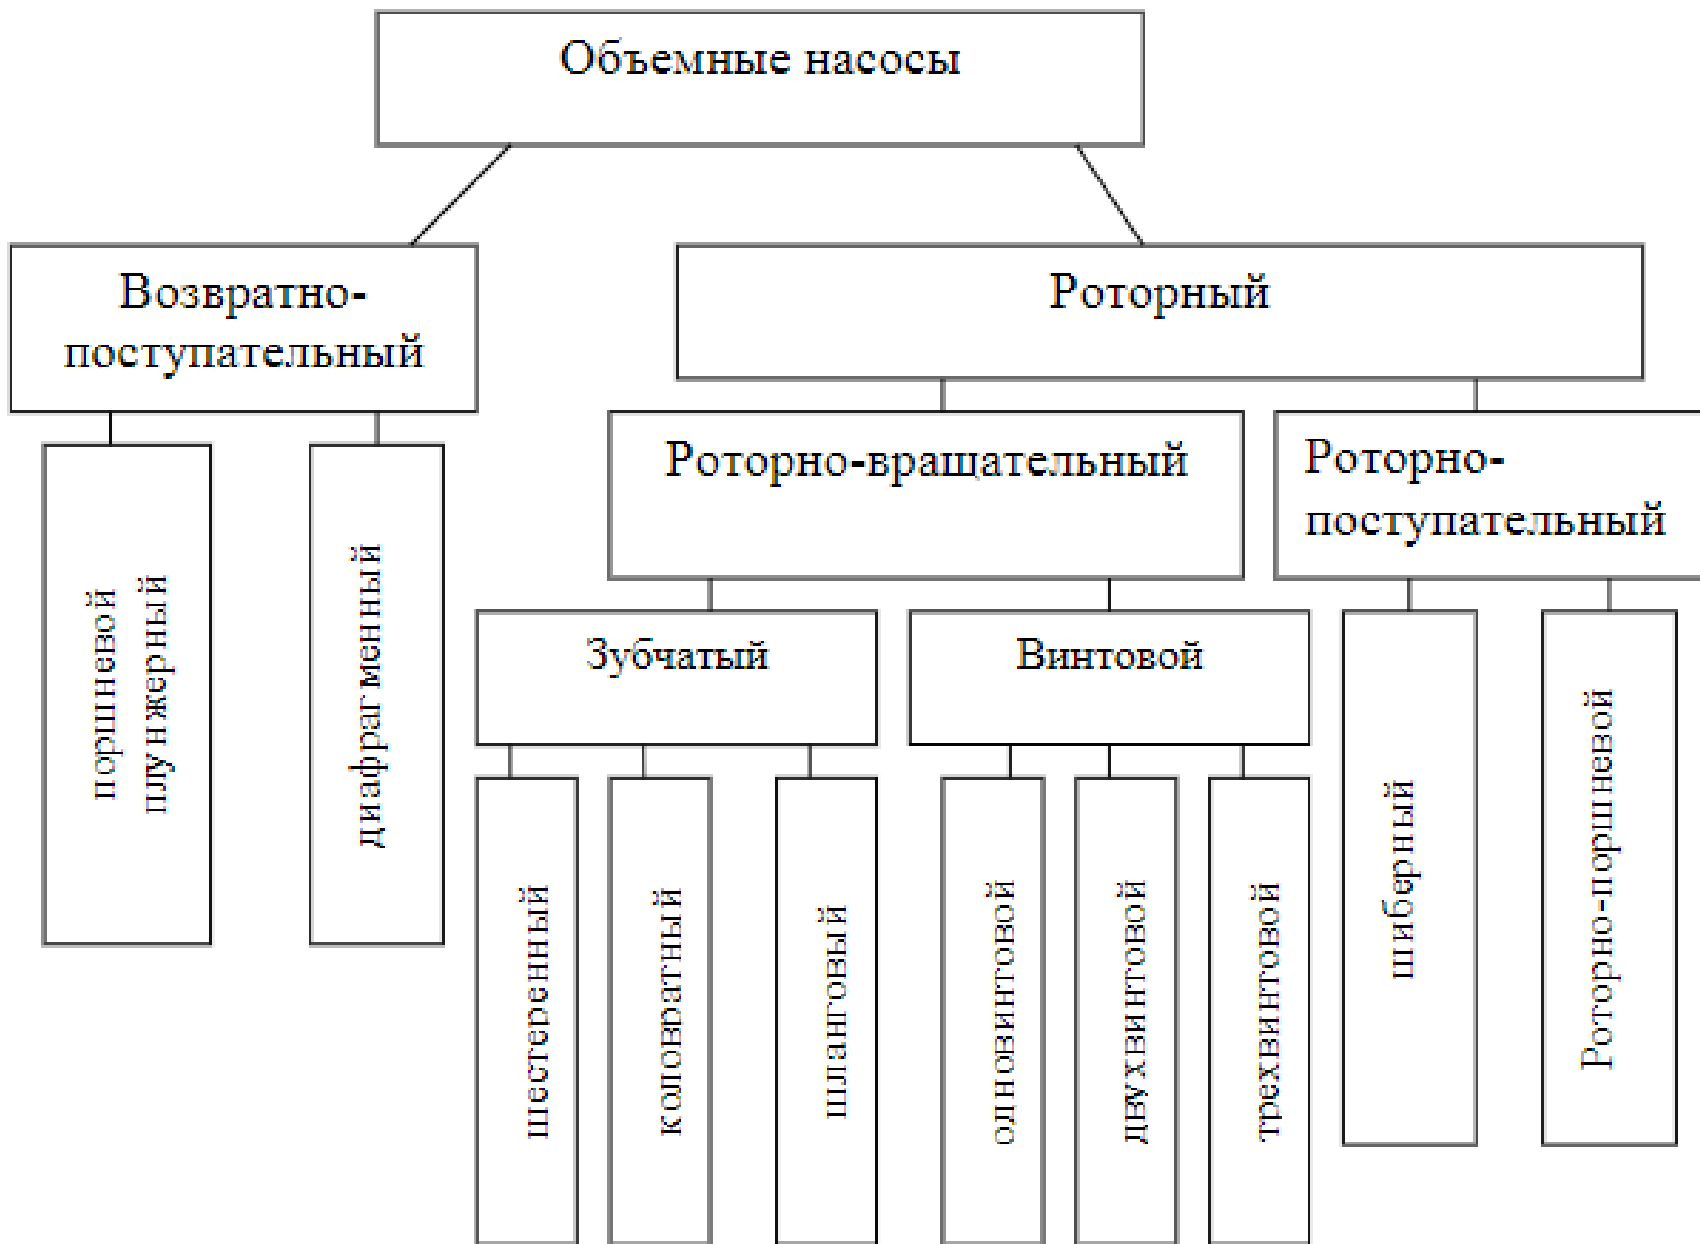 Объемные насосы
Возвратно-
поступательный
Роторный
Роторно-вращательный
Роторно-
поступательный
поршневой
плунжерный
диафрагменный
Зубчатый
Винтовой
шестеренный
коловратный
шланговый
одновинтовой
двухвинтовой
трехвинтовой
шиберный
Роторно-поршневой